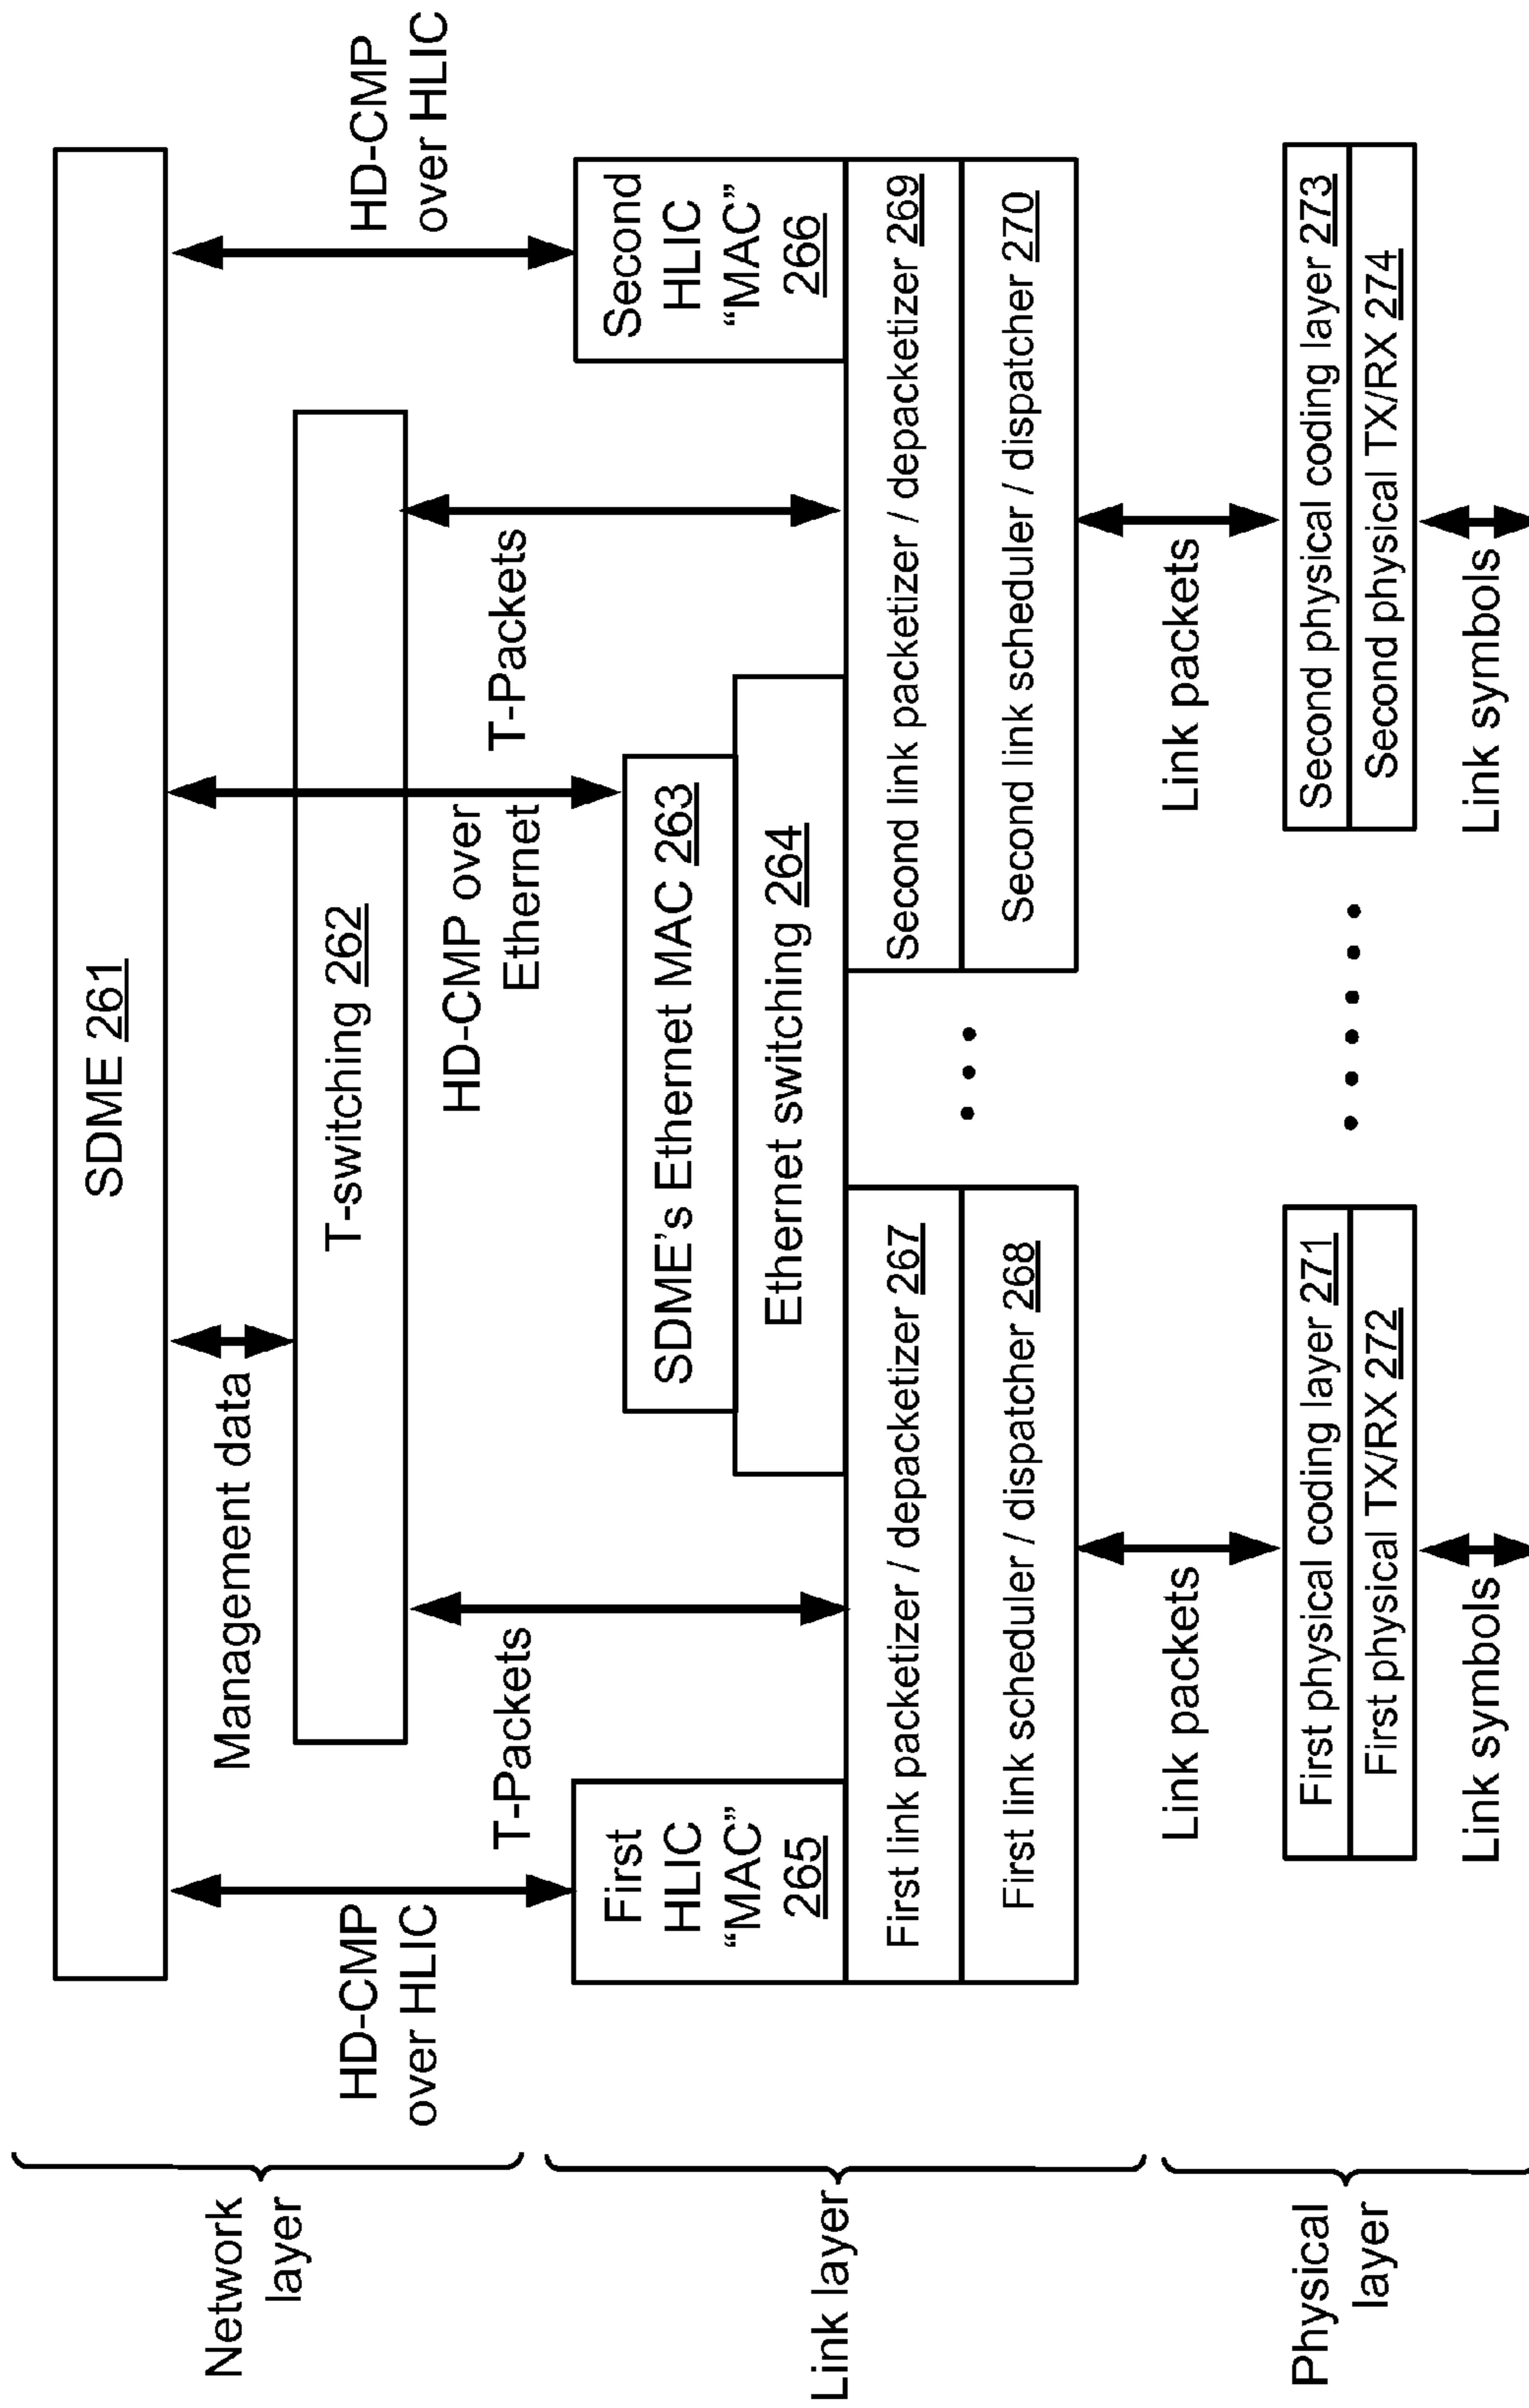 SDME 261
Management data
T-switching 262
HD-CMP
over HLIC
T-Packets
HD-CMP over
Ethernet
T-Packets
HD-CMP
over HLIC
Network
layer
First
HLIC
“MAC”
265
SDME’s Ethernet MAC 263
Ethernet switching 264
Second
HLIC
“MAC”
266
First link packetizer / depacketizer 267
First link scheduler / dispatcher 268
Second link packetizer / depacketizer 269
Second link scheduler / dispatcher 270
Link layer
Link packets
Link packets
First physical coding layer 271
First physical TX/RX 272
Second physical coding layer 273
Second physical TX/RX 274
Physical
layer
Link symbols
Link symbols